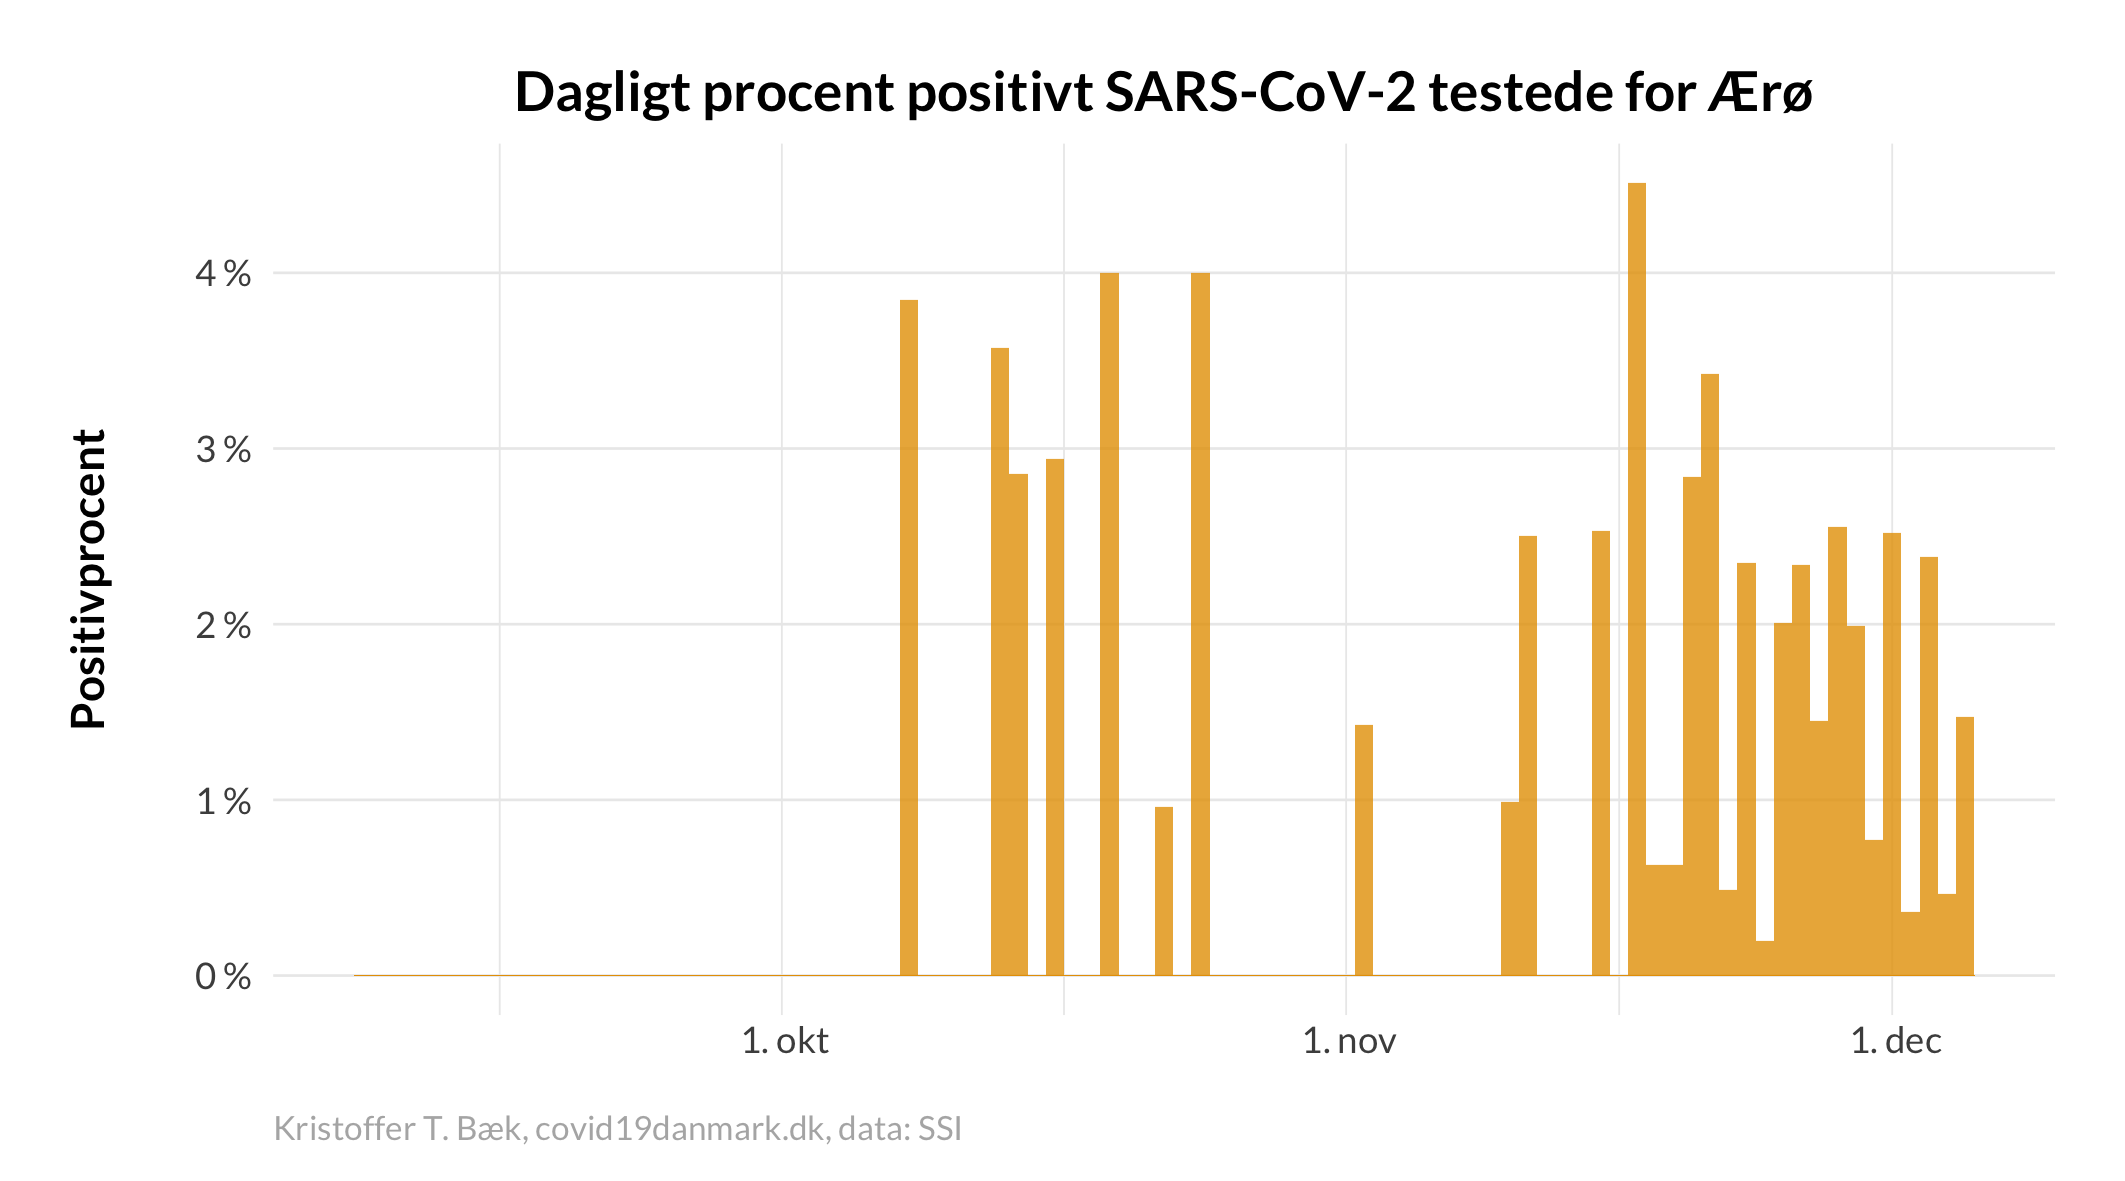 Dagligt procent positivt SARS-CoV-2 testede for Ærø
Positivprocent
4 %
3 %
2 %
1 %
0 %
1. okt
1. nov
1. dec
Kristoffer T. Bæk, covid19danmark.dk, data: SSI